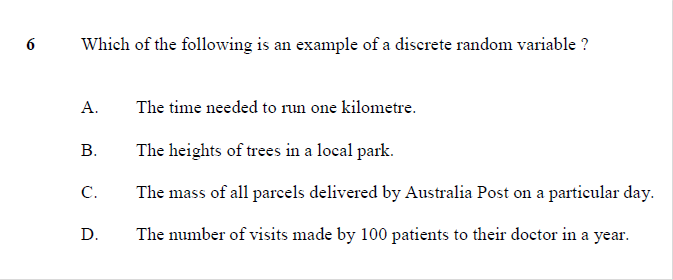 6 Which of the following is an example of a discrete random variable ?
A. The time needed to run one kilometre.
B. The heights of trees in a local park.
C. The mass of all parcels delivered by Australia Post on a particular day.
D. The number of visits made by 100 patients to their doctor in a year.